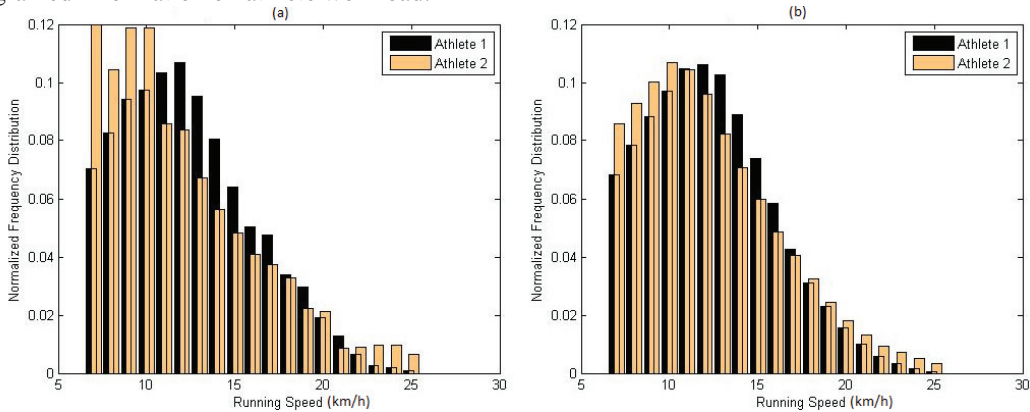 (a)
(b)
0.12
0.1
0.08
0.06
0.04
0.02
0
Normalized Frequency Distribution
Athlete 1
Athlete 2
5
10
15
20
25
30
Running Speed (km/h)
0.12
0.1
0.08
0.06
0.04
0.02
0
Normalized Frequency Distribution
Athlete 1
Athlete 2
5
10
15
20
25
30
Running Speed (km/h)